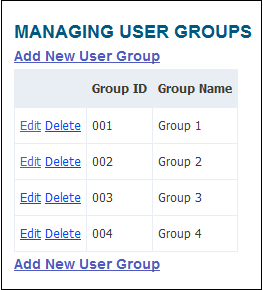 MANAGING USER GROUPS
Add New User Group
Group ID Group Name
Edit Delete 001 Group 1
Edit Delete 002 Group 2
Edit Delete 003 Group 3
Edit Delete 004 Group 4
Add New User Group